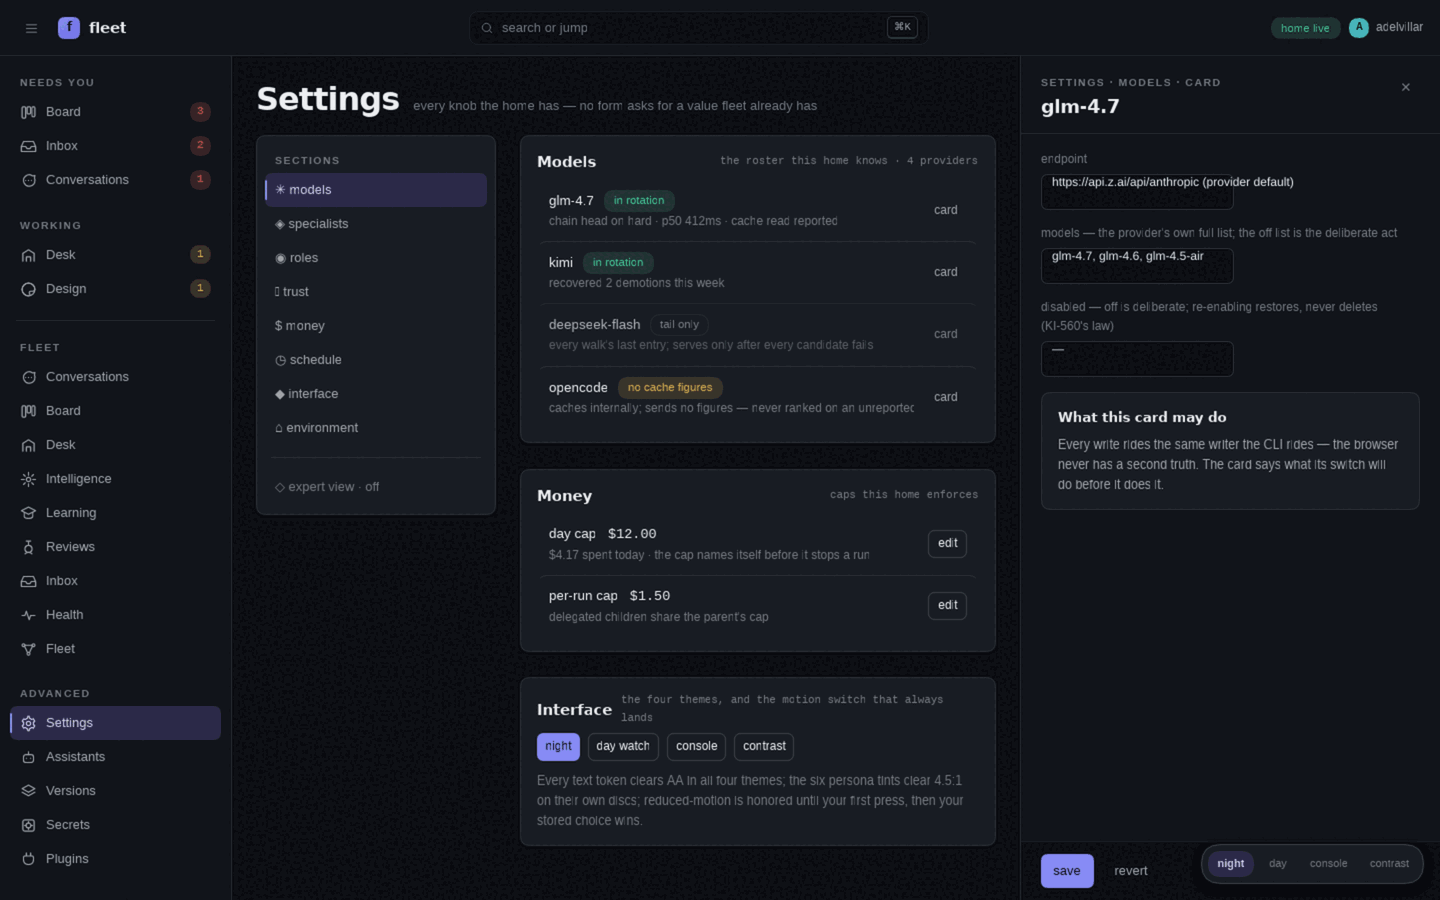 fleet
search or jump
⌘K
home live
A
adelvillar
NEEDS YOU
Board 3
Inbox 2
Conversations 1
WORKING
Desk 1
Design 1
FLEET
Conversations
Board
Desk
Intelligence
Learning
Reviews
Inbox
Health
Fleet
ADVANCED
Settings
Assistants
Versions
Secrets
Plugins
Settings
every knob the home has — no form asks for a value fleet already has
SECTIONS
✳ models
◈ specialists
◉ roles
trust
$ money
◷ schedule
◆ interface
⌂ environment
◇ expert view · off
Models
the roster this home knows · 4 providers
glm-4.7 in rotation
chain head on hard · p50 412ms · cache read reported
card
kimi in rotation
recovered 2 demotions this week
card
deepseek-flash tail only
every walk's last entry; serves only after every candidate fails
card
opencode no cache figures
caches internally; sends no figures — never ranked on an unreported
card
Money
caps this home enforces
day cap $12.00
$4.17 spent today · the cap names itself before it stops a run
edit
per-run cap $1.50
delegated children share the parent's cap
edit
Interface
the four themes, and the motion switch that always
lands
night day watch console contrast
Every text token clears AA in all four themes; the six persona tints clear 4.5:1
on their own discs; reduced-motion is honored until your first press, then your
stored choice wins.
SETTINGS · MODELS · CARD
glm-4.7
×
endpoint
https://api.z.ai/api/anthropic (provider default)
models — the provider's own full list; the off list is the deliberate act
glm-4.7, glm-4.6, glm-4.5-air
disabled — off is deliberate; re-enabling restores, never deletes
(KI-560's law)
—
What this card may do
Every write rides the same writer the CLI rides — the browser
never has a second truth. The card says what its switch will
do before it does it.
save revert
night day console contrast